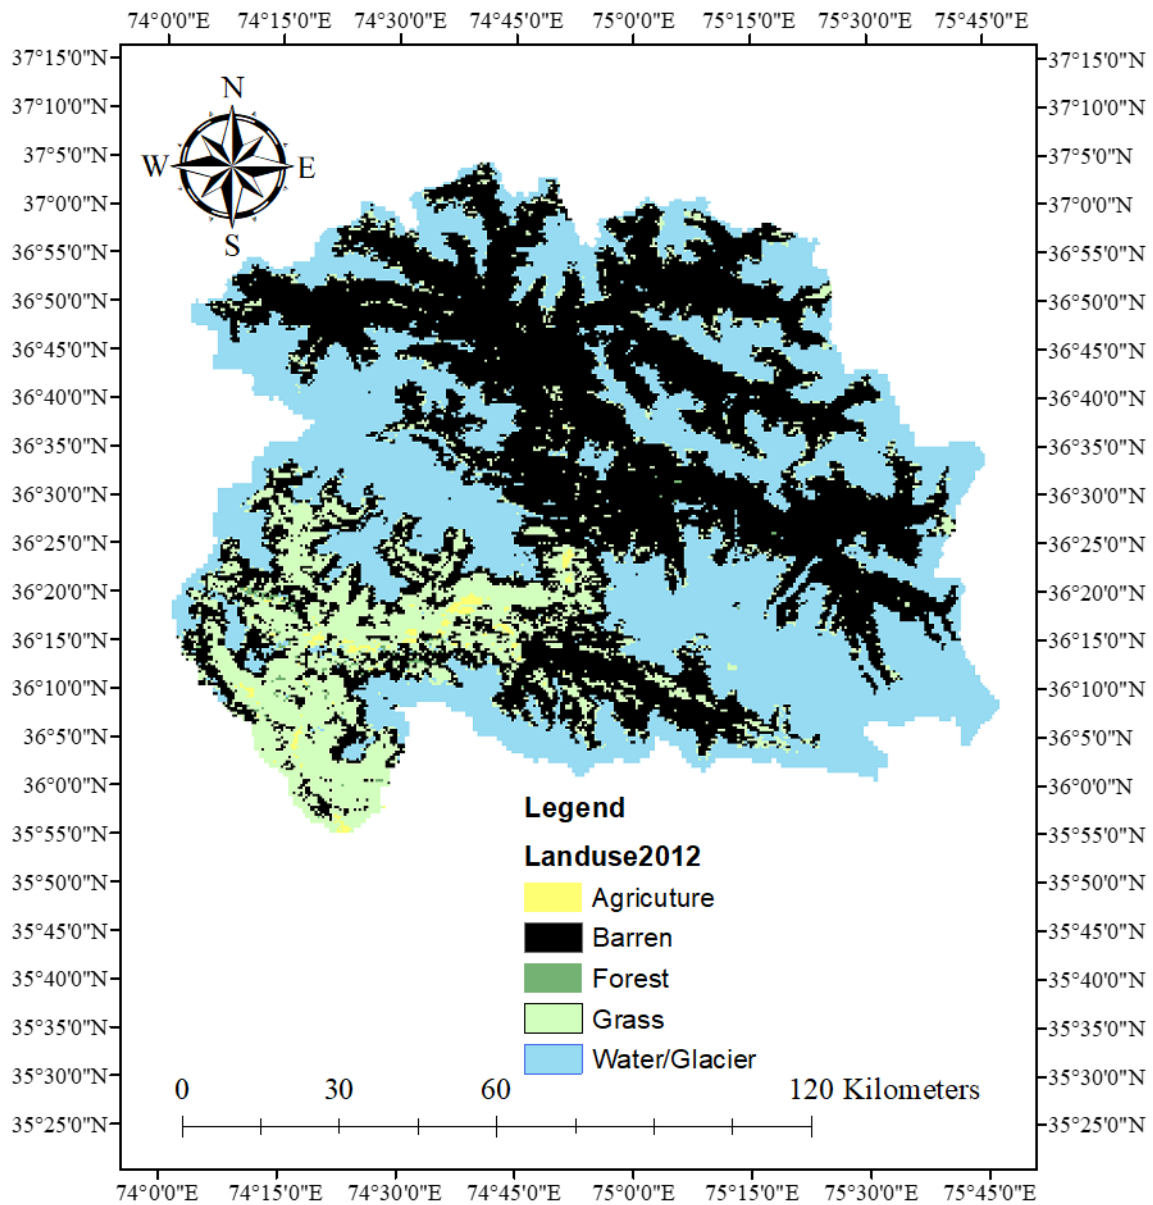 74°0'0"E 74°15'0"E 74°30'0"E 74°45'0"E 75°0'0"E 75°15'0"E 75°30'0"E 75°45'0"E
37°15'0"N 37°15'0"N
37°10'0"N 37°10'0"N
37°5'0"N 37°5'0"N
37°0'0"N 37°0'0"N
36°55'0"N 36°55'0"N
36°50'0"N 36°50'0"N
36°45'0"N 36°45'0"N
36°40'0"N 36°40'0"N
36°35'0"N 36°35'0"N
36°30'0"N 36°30'0"N
36°25'0"N 36°25'0"N
36°20'0"N 36°20'0"N
36°15'0"N 36°15'0"N
36°10'0"N 36°10'0"N
36°5'0"N 36°5'0"N
36°0'0"N 36°0'0"N
35°55'0"N 35°55'0"N
35°50'0"N 35°50'0"N
35°45'0"N 35°45'0"N
35°40'0"N 35°40'0"N
35°35'0"N 35°35'0"N
35°30'0"N 35°30'0"N
35°25'0"N 35°25'0"N
N
W E
S
Legend
Landuse2012
Agricuture
Barren
Forest
Grass
Water/Glacier
0 30 60 120 Kilometers
74°0'0"E 74°15'0"E 74°30'0"E 74°45'0"E 75°0'0"E 75°15'0"E 75°30'0"E 75°45'0"E